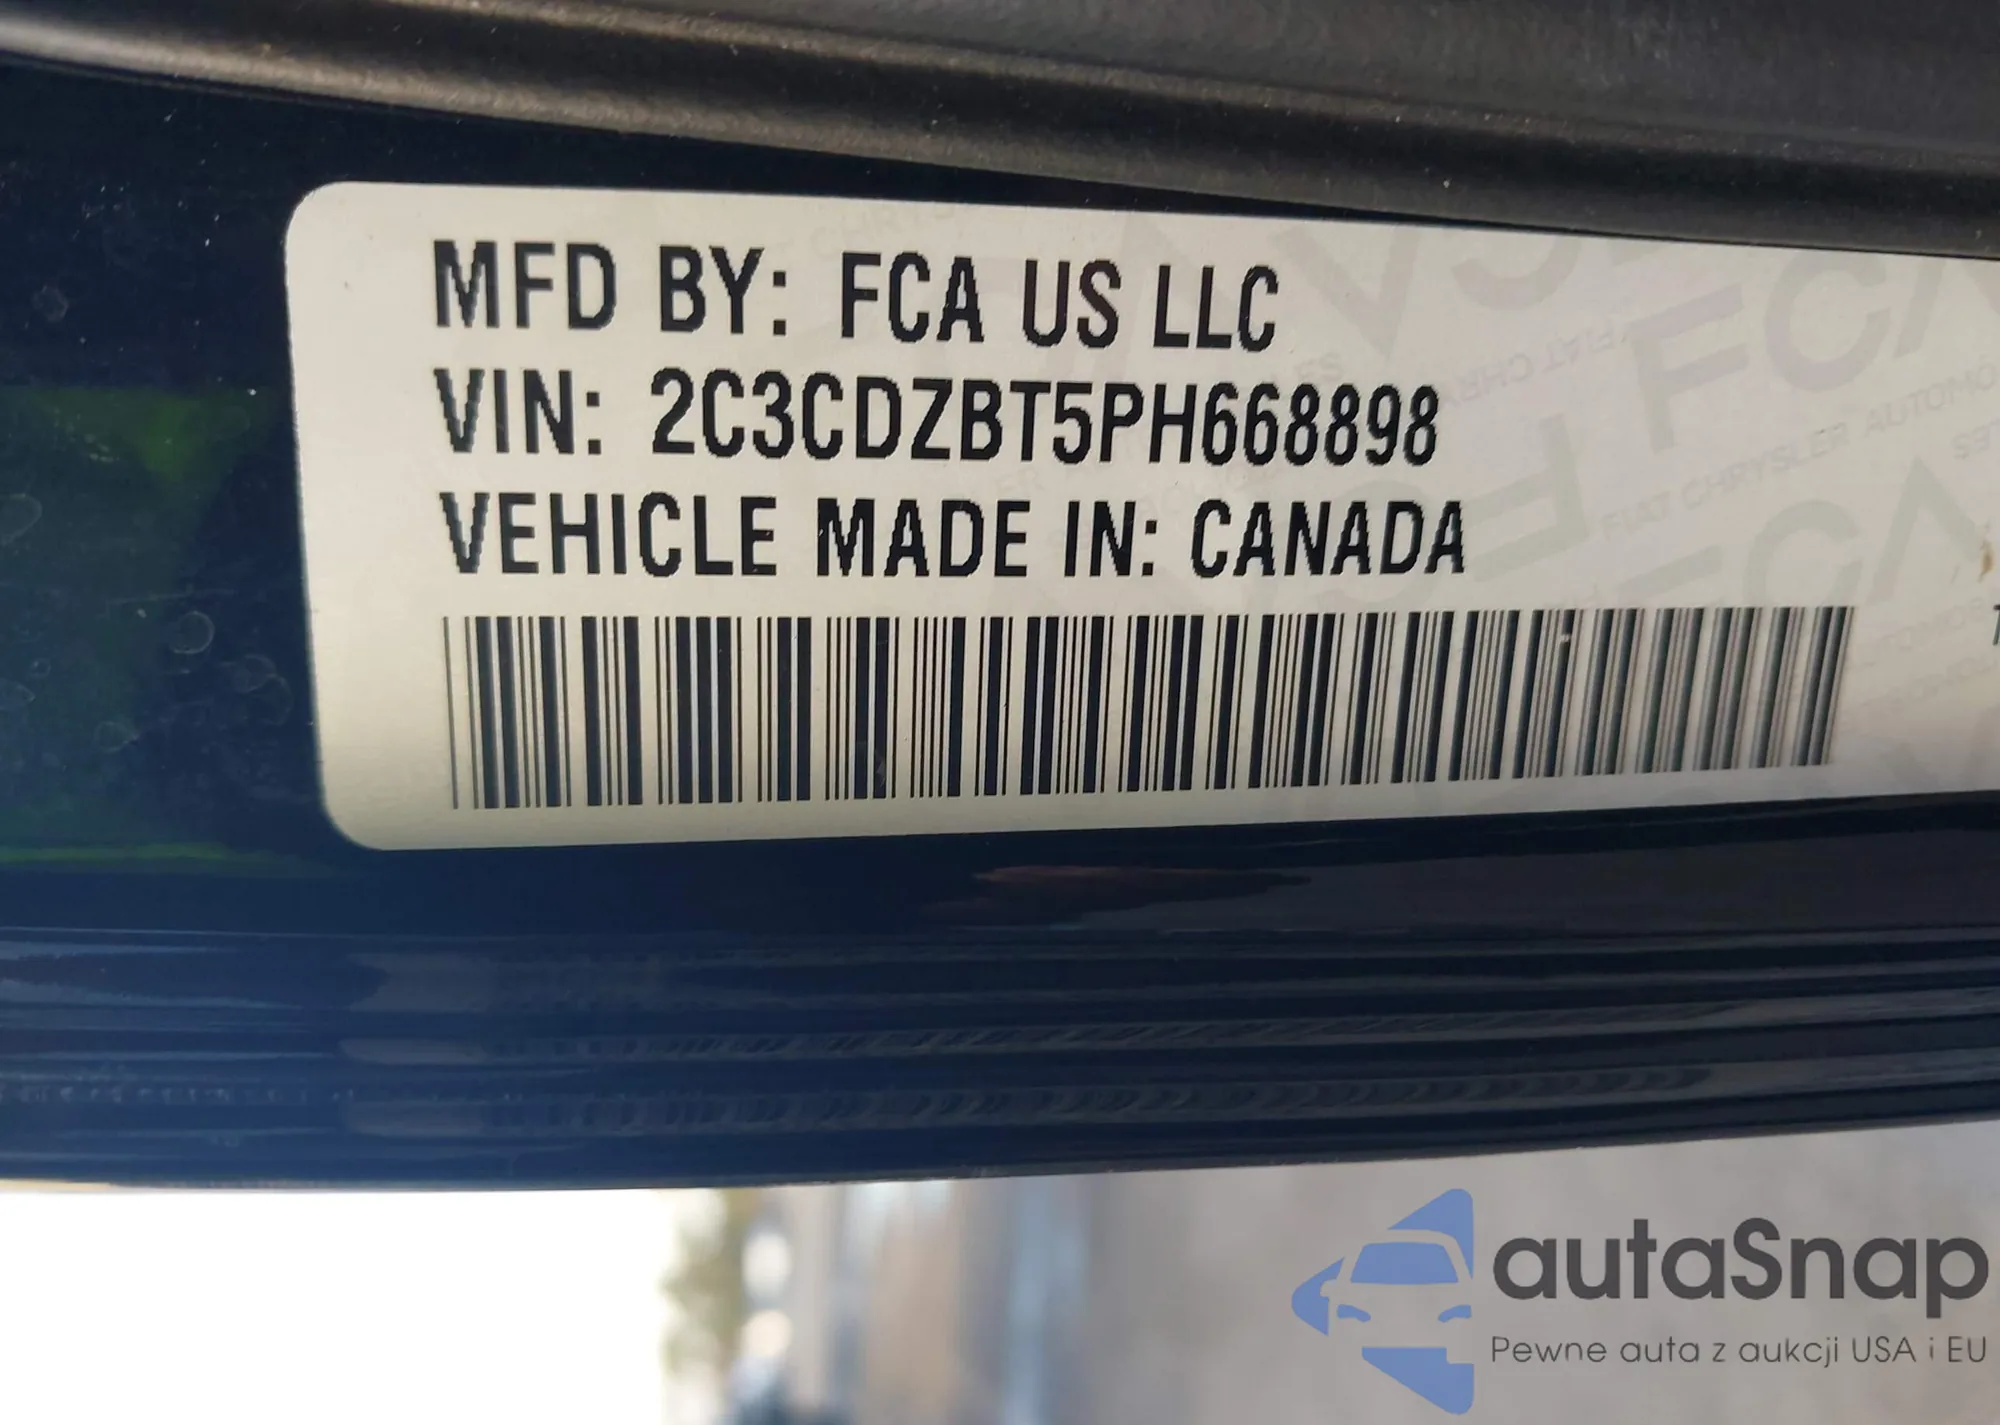 MFD BY: FCA US LLC
VIN: 2C3CDZBT5PH668898
VEHICLE MADE IN: CANADA
autaSnap
Pewne auta z aukcji USA i EU